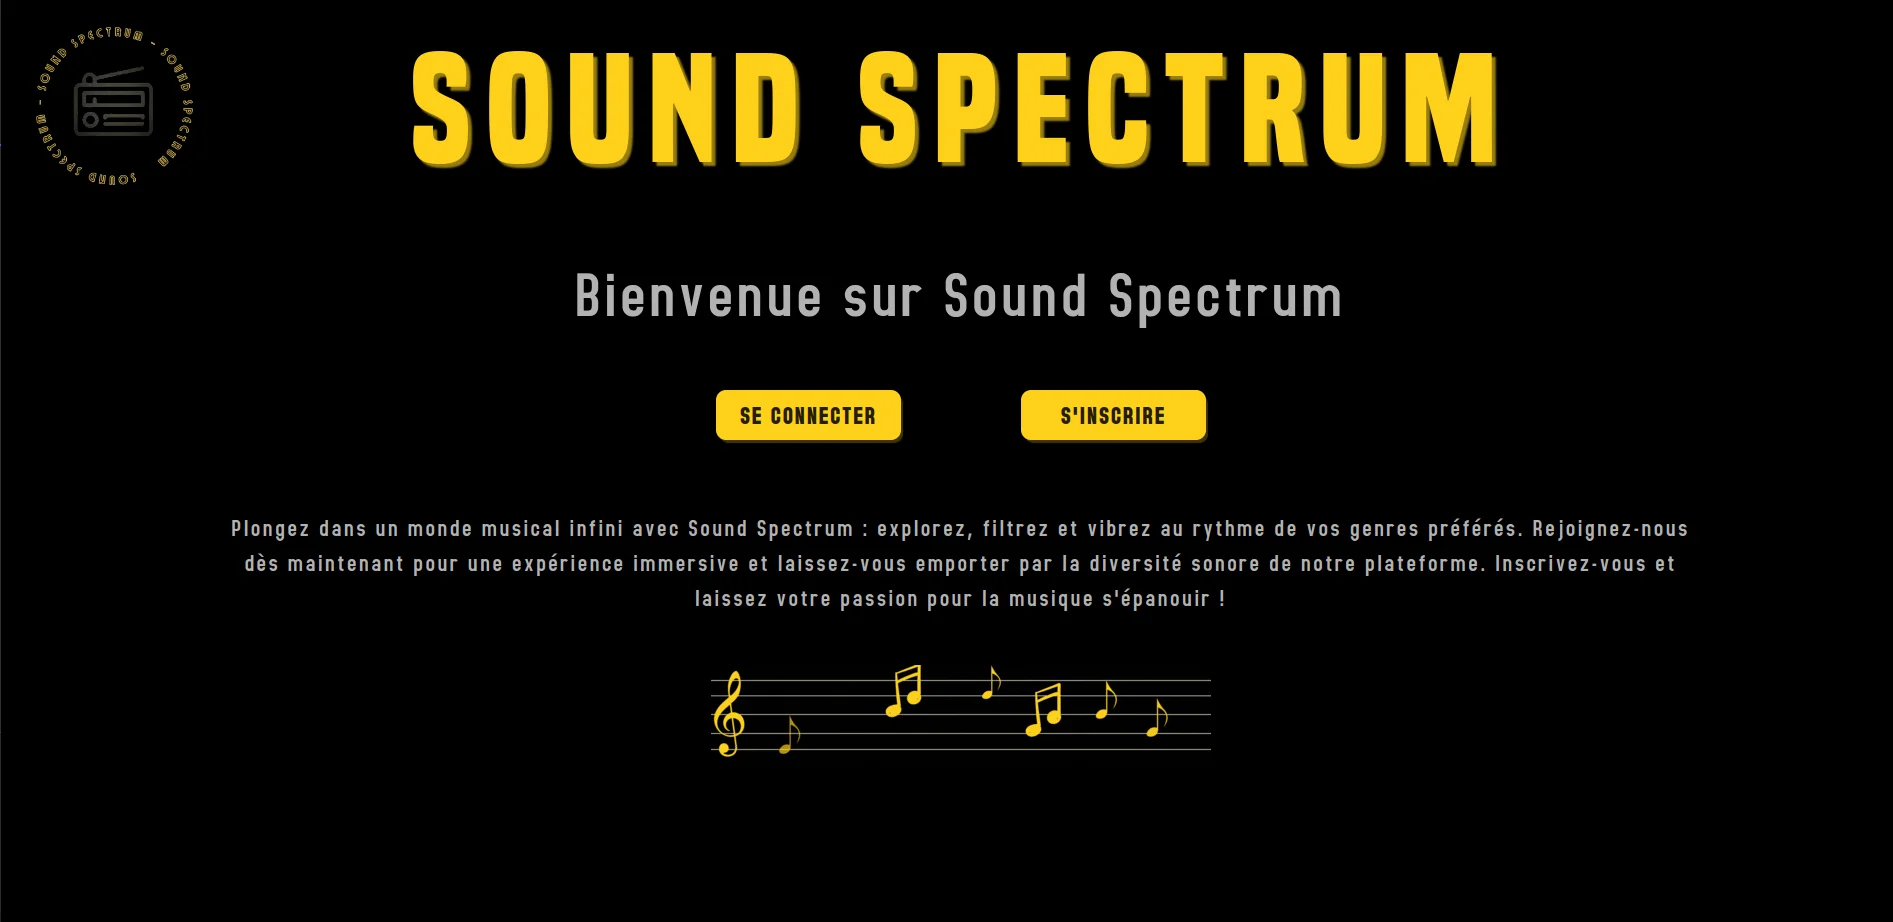 SOUND SPECTRUM - SOUND SPECTRUM SOUND SPECTRUM -
SOUND SPECTRUM
Bienvenue sur Sound Spectrum
SE CONNECTER
S'INSCRIRE
Plongez dans un monde musical infini avec Sound Spectrum : explorez, filtrez et vibrez au rythme de vos genres préférés. Rejoignez-nous
dès maintenant pour une expérience immersive et laissez-vous emporter par la diversité sonore de notre plateforme. Inscrivez-vous et
laissez votre passion pour la musique s'épanouir !